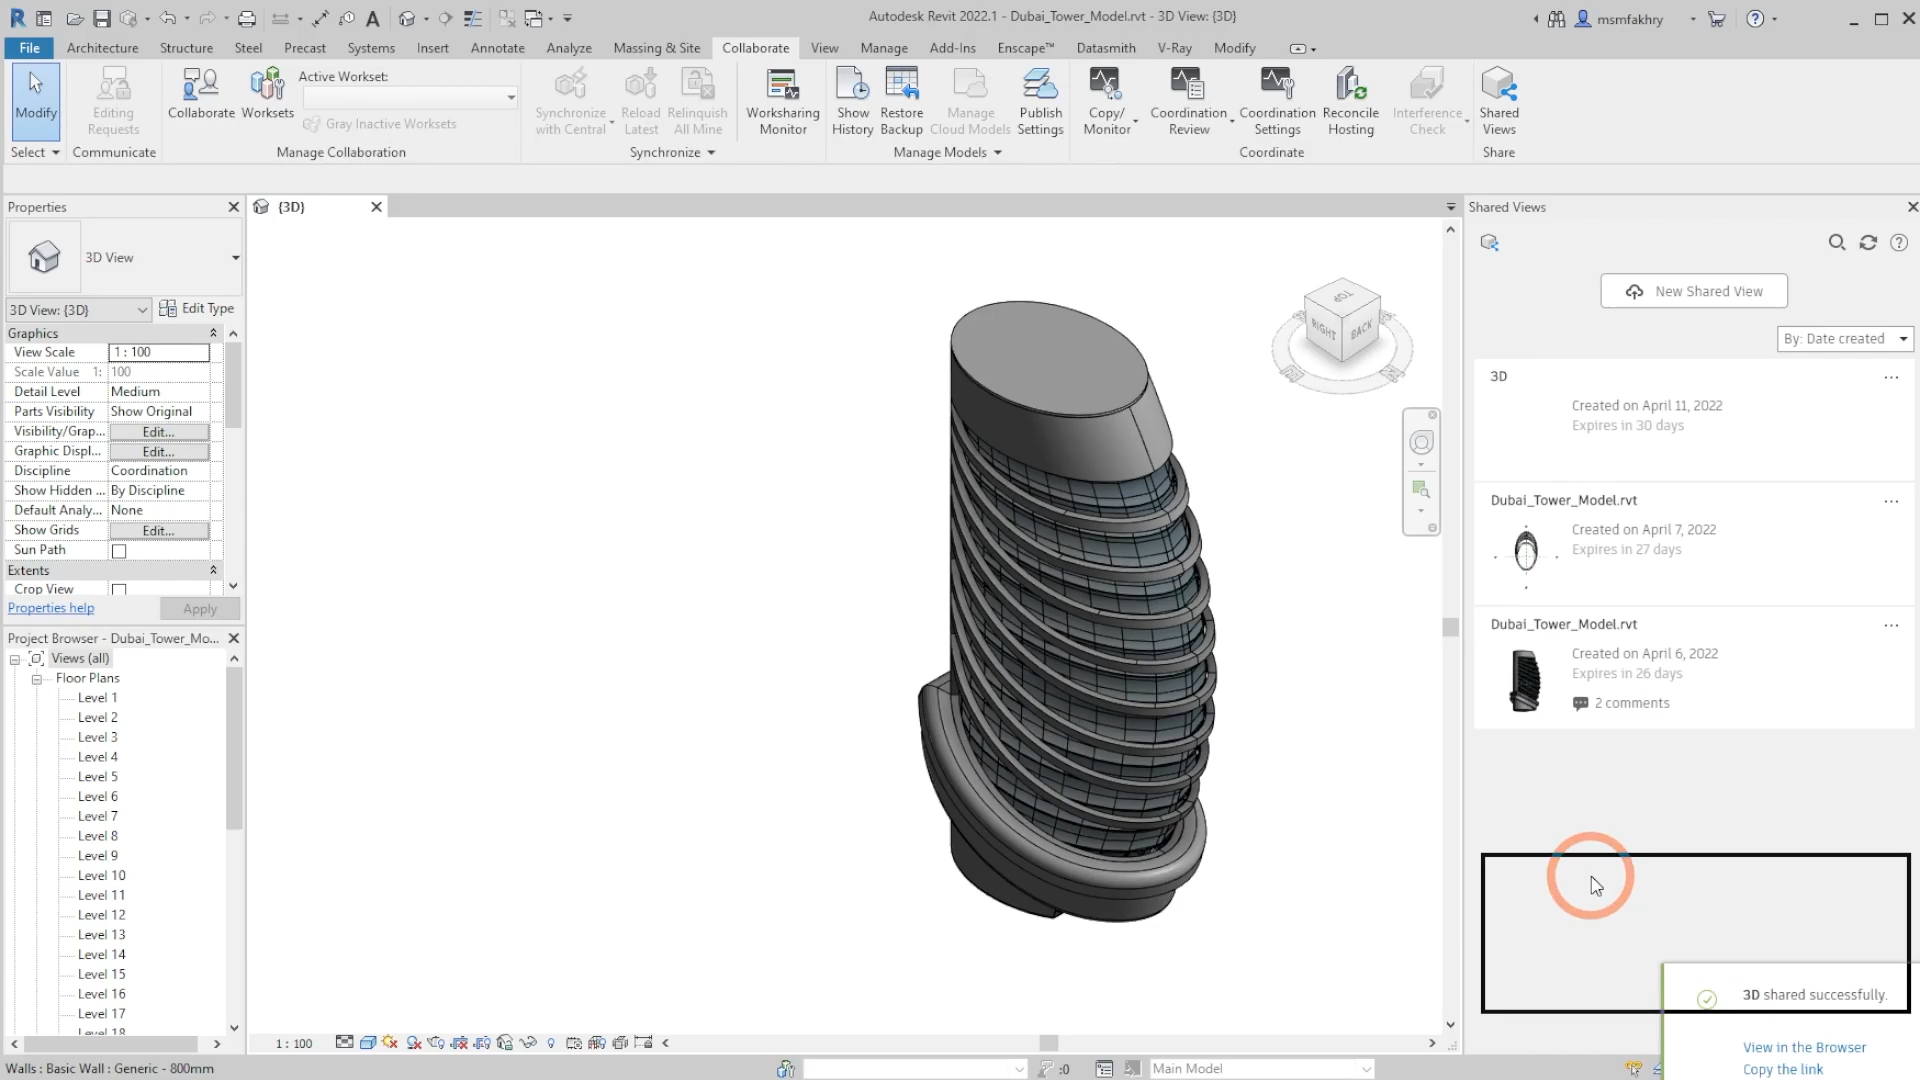 Autodesk Revit 2022.1 - Dubai_Tower_Model.rvt - 3D View: {3D}
msmfakhry
File
Architecture
Structure
Steel
Precast
Systems
Insert
Annotate
Analyze
Massing & Site
Collaborate
View
Manage
Add-Ins
Enscape™
Datasmith
V-Ray
Modify
Modify
Editing
Requests
Collaborate
Worksets
Active Workset:
Gray Inactive Worksets
Synchronize
with Central
Reload
Latest
Relinquish
All Mine
Worksharing
Monitor
Show
History
Restore
Backup
Manage
Cloud Models
Publish
Settings
Copy/
Monitor
Coordination
Review
Coordination
Settings
Reconcile
Hosting
Interference
Check
Shared
Views
Select
Communicate
Manage Collaboration
Synchronize
Manage Models
Coordinate
Share
Properties
3D View
3D View: {3D}
Edit Type
Graphics
View Scale
1 : 100
Scale Value 1:
100
Detail Level
Medium
Parts Visibility
Show Original
Visibility/Grap...
Edit...
Graphic Displ...
Edit...
Discipline
Coordination
Show Hidden ...
By Discipline
Default Analy...
None
Show Grids
Edit...
Sun Path
Extents
Crop View
Properties help
Apply
Project Browser - Dubai_Tower_Mo...
Views (all)
Floor Plans
Level 1
Level 2
Level 3
Level 4
Level 5
Level 6
Level 7
Level 8
Level 9
Level 10
Level 11
Level 12
Level 13
Level 14
Level 15
Level 16
Level 17
Level 18
{3D}
TOP
RIGHT
BACK
1 : 100
Shared Views
New Shared View
By: Date created
3D
Created on April 11, 2022
Expires in 30 days
Dubai_Tower_Model.rvt
Created on April 7, 2022
Expires in 27 days
Dubai_Tower_Model.rvt
Created on April 6, 2022
Expires in 26 days
2 comments
3D shared successfully.
View in the Browser
Copy the link
Walls : Basic Wall : Generic - 800mm
:0
Main Model